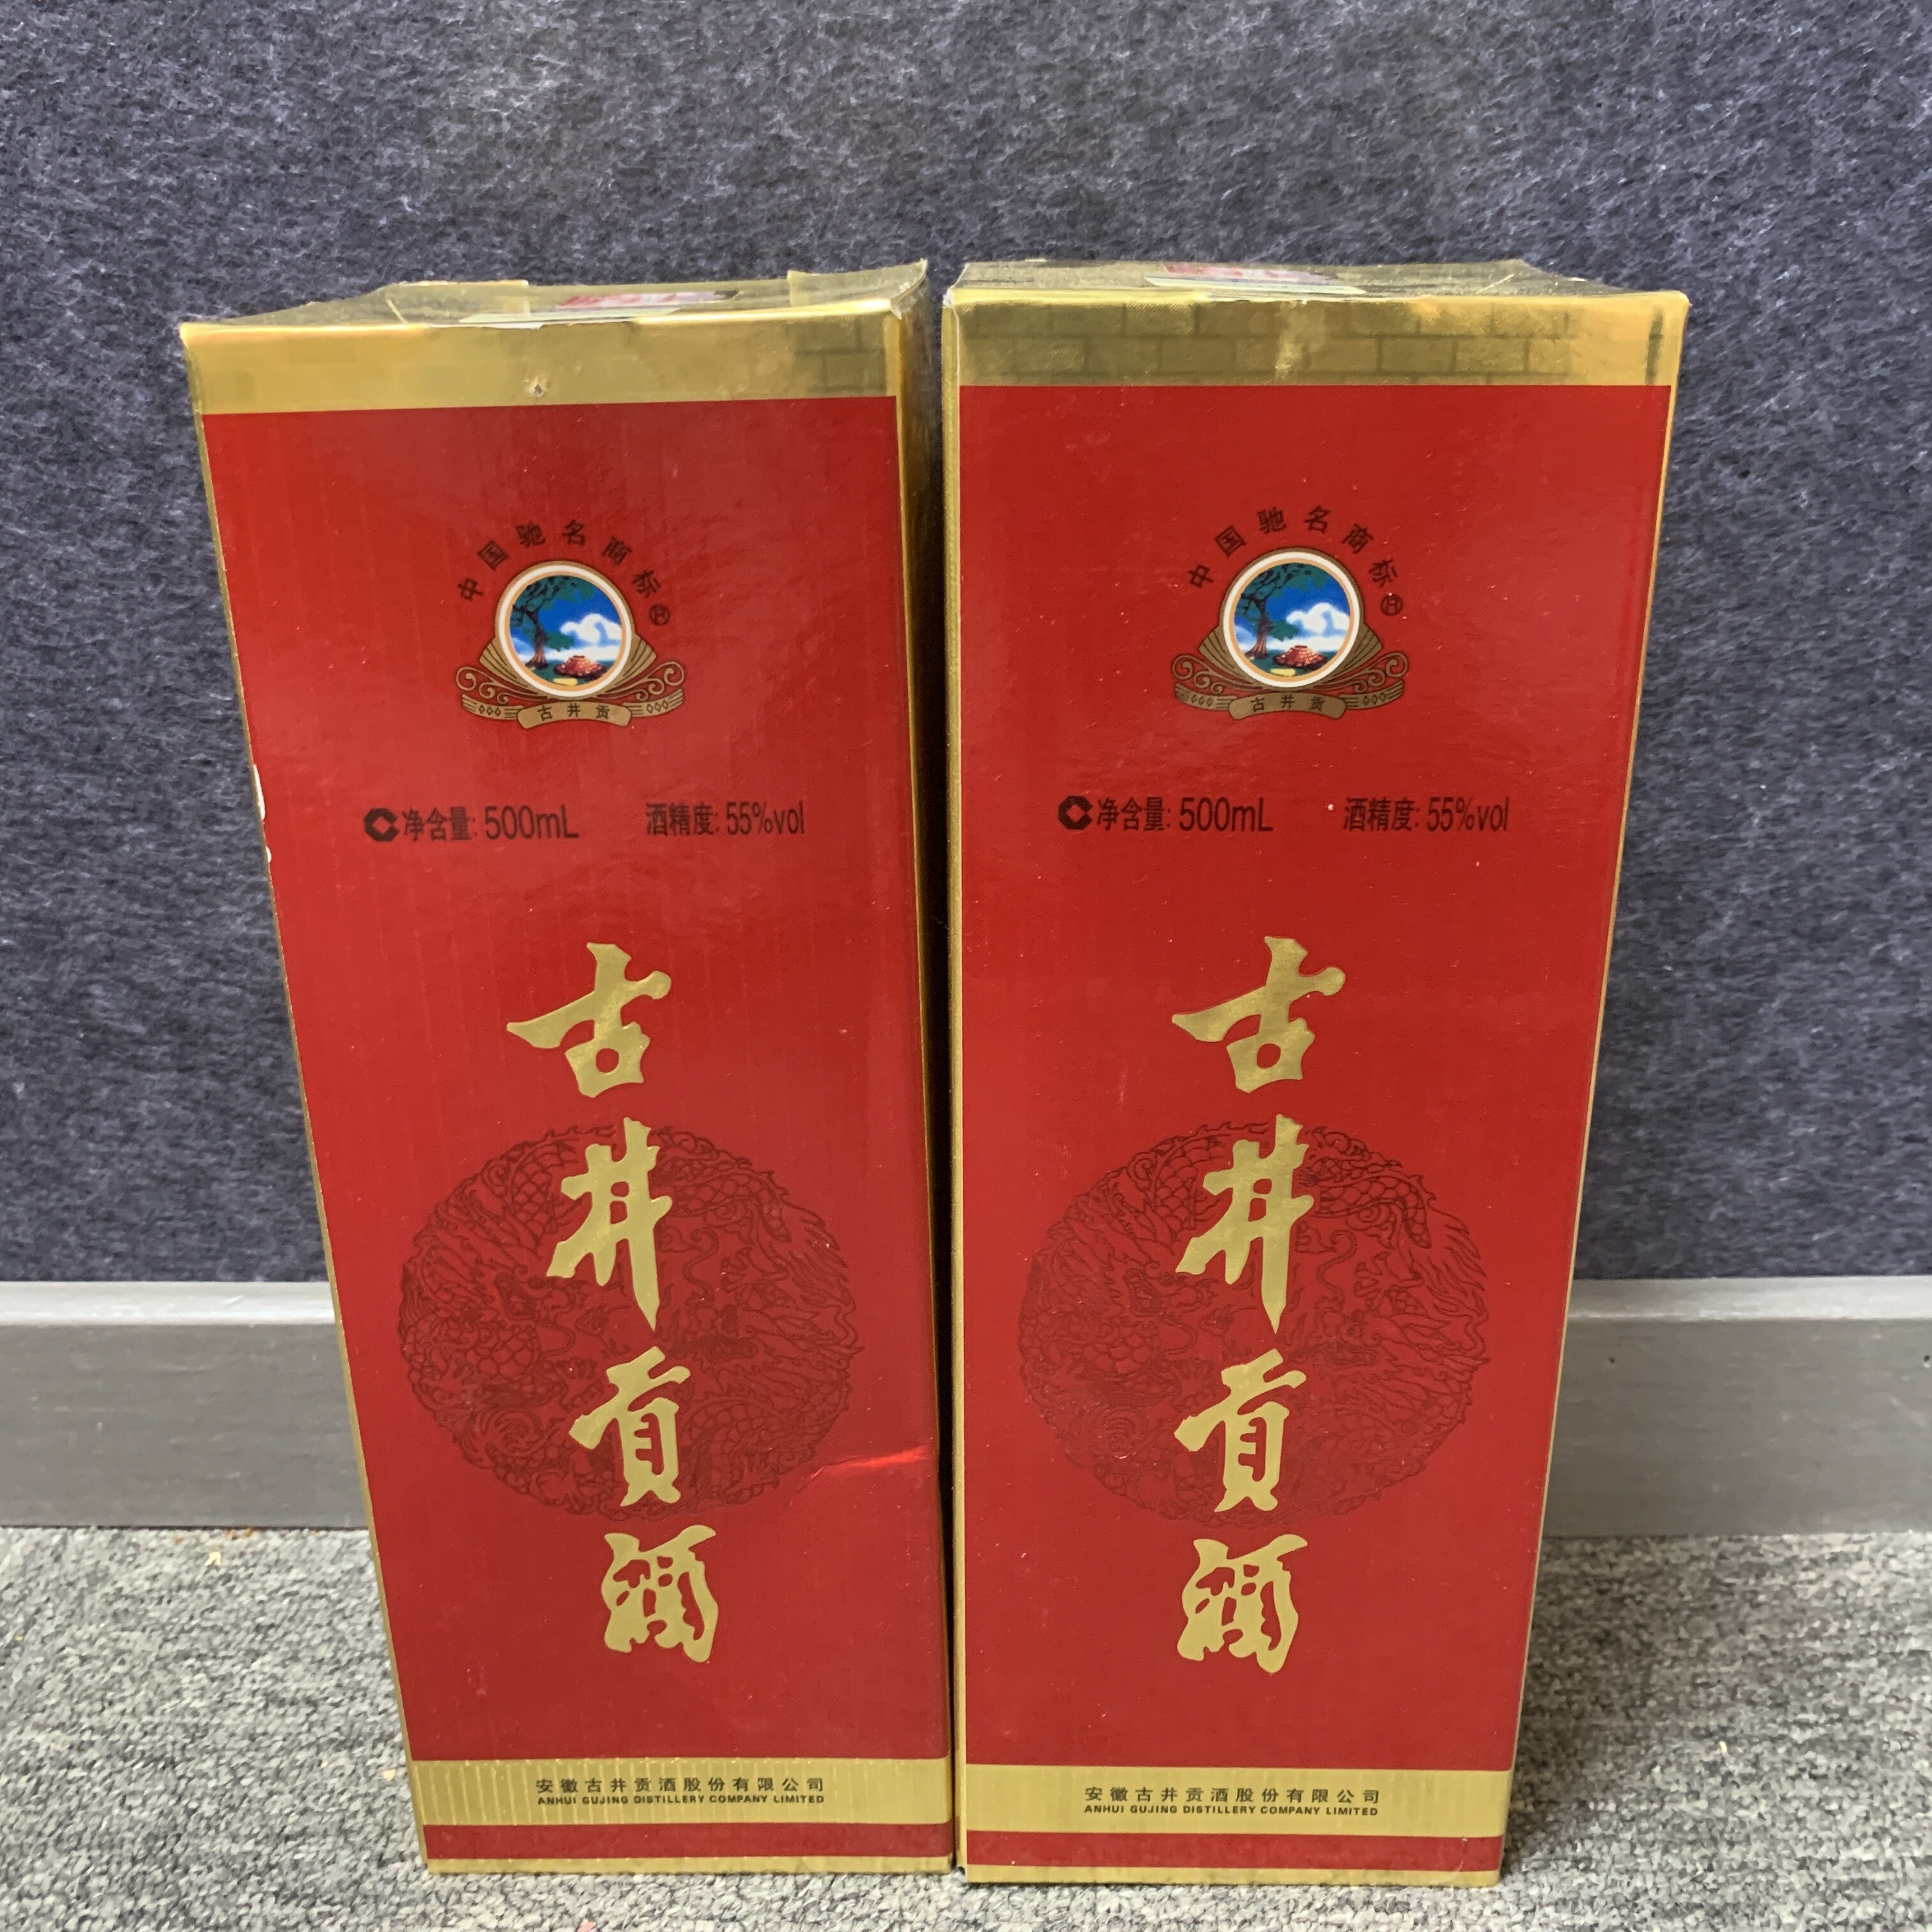 中国驰名商标
古井贡
净含量: 500mL 酒精度: 55%vol
古井贡酒
安徽古井贡酒股份有限公司
ANHUI GUJING DISTILLERY COMPANY LIMITED
中国驰名商标
古井贡
净含量: 500mL 酒精度: 55%vol
古井贡酒
安徽古井贡酒股份有限公司
ANHUI GUJING DISTILLERY COMPANY LIMITED